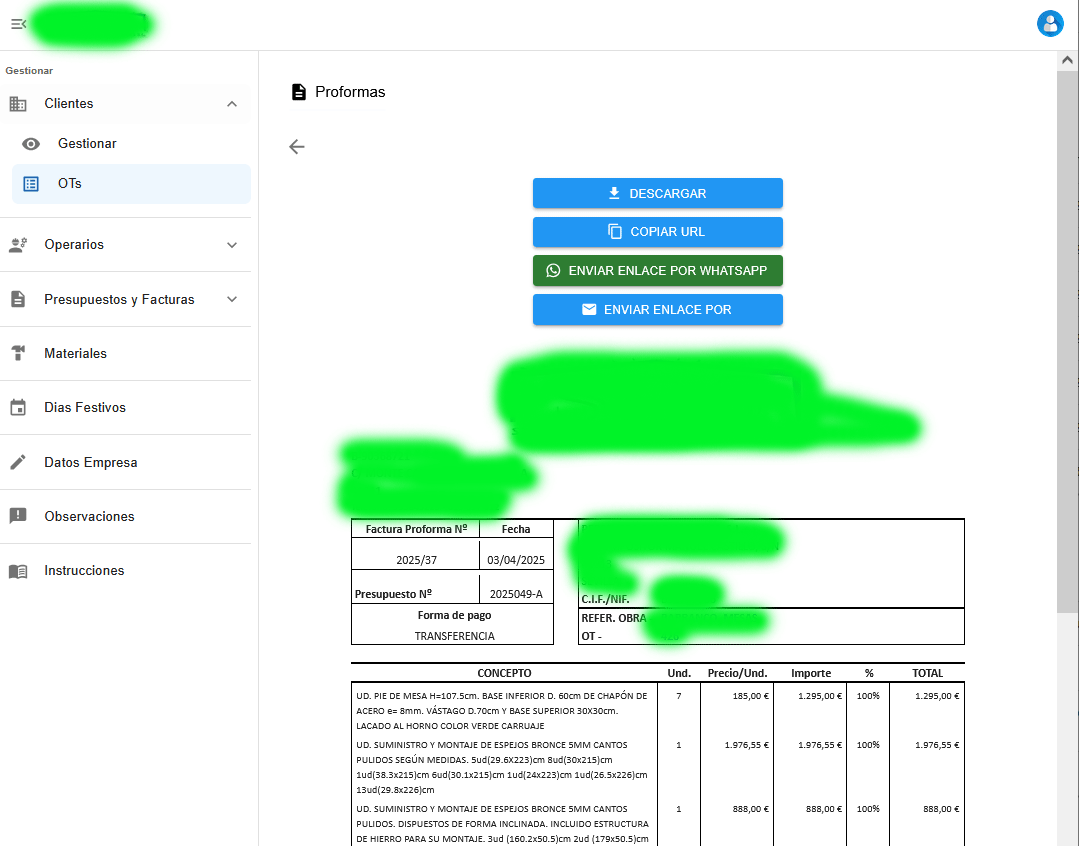 Gestionar
Clientes
Gestionar
OTs
Operarios
Presupuestos y Facturas
Materiales
Dias Festivos
Datos Empresa
Observaciones
Instrucciones
Proformas
DESCARGAR
COPIAR URL
ENVIAR ENLACE POR WHATSAPP
ENVIAR ENLACE POR
Factura Proforma Nº Fecha
2025/37 03/04/2025
Presupuesto Nº 2025049-A
Forma de pago
TRANSFERENCIA
C.I.F./NIF.
REFER. OBRA
OT -
CONCEPTO Und. Precio/Und. Importe % TOTAL
UD. PIE DE MESA H=107.5cm. BASE INFERIOR D. 60cm DE CHAPÓN DE 7 185,00 € 1.295,00 € 100% 1.295,00 €
ACERO e= 8mm. VÁSTAGO D.70cm Y BASE SUPERIOR 30X30cm.
LACADO AL HORNO COLOR VERDE CARRUAJE
UD. SUMINISTRO Y MONTAJE DE ESPEJOS BRONCE 5MM CANTOS 1 1.976,55 € 1.976,55 € 100% 1.976,55 €
PULIDOS SEGÚN MEDIDAS. 5ud(29.6X223)cm 8ud(30x215)cm
1ud(38.3x215)cm 6ud(30.1x215)cm 1ud(24x223)cm 1ud(26.5x226)cm
13ud(29.8x226)cm
UD. SUMINISTRO Y MONTAJE DE ESPEJOS BRONCE 5MM CANTOS 1 888,00 € 888,00 € 100% 888,00 €
PULIDOS. DISPUESTOS DE FORMA INCLINADA. INCLUIDO ESTRUCTURA
DE HIERRO PARA SU MONTAJE. 3ud (160.2x50.5)cm 2ud (179x50.5)cm